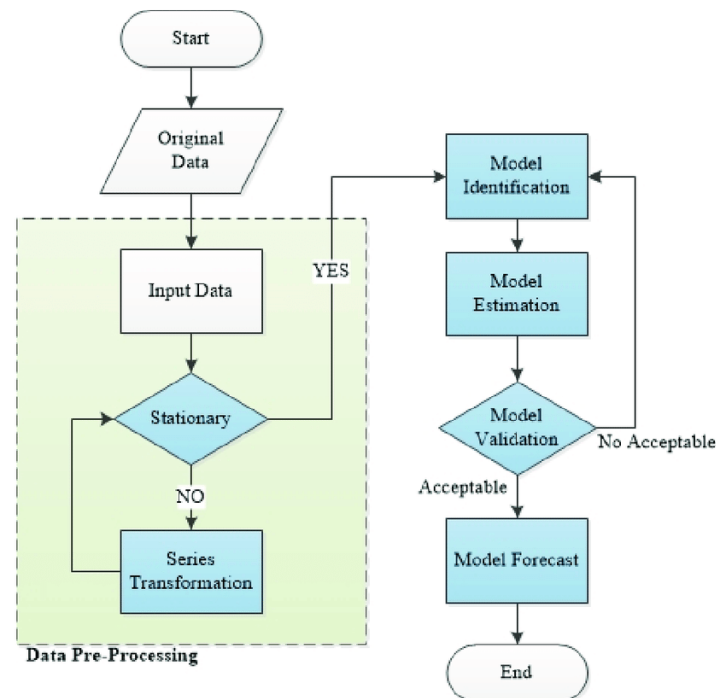 Start
Original
Data
Input Data
Stationary
YES
NO
Series
Transformation
Data Pre-Processing
Model
Identification
Model
Estimation
Model
Validation
No Acceptable
Acceptable
Model Forecast
End